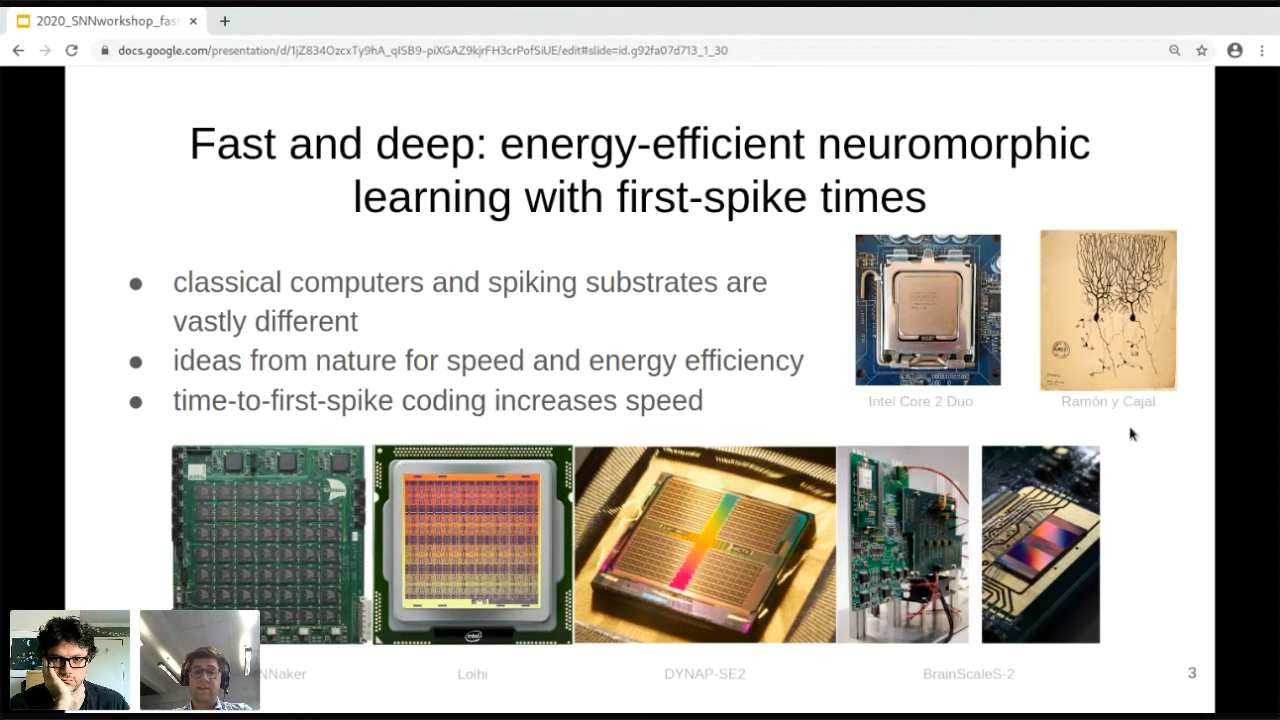 2020_SNNworkshop_fas
docs.google.com/presentation/d/1jZ834OzcxTy9hA_qISB9-piXGAZ9kjrFH3crPofSiUE/edit#slide=id.g92fa07d713_1_30
Fast and deep: energy-efficient neuromorphic
learning with first-spike times
● classical computers and spiking substrates are
vastly different
● ideas from nature for speed and energy efficiency
● time-to-first-spike coding increases speed
Intel Core 2 Duo
Ramón y Cajal
intel
NNaker
Loihi
DYNAP-SE2
BrainScaleS-2
3